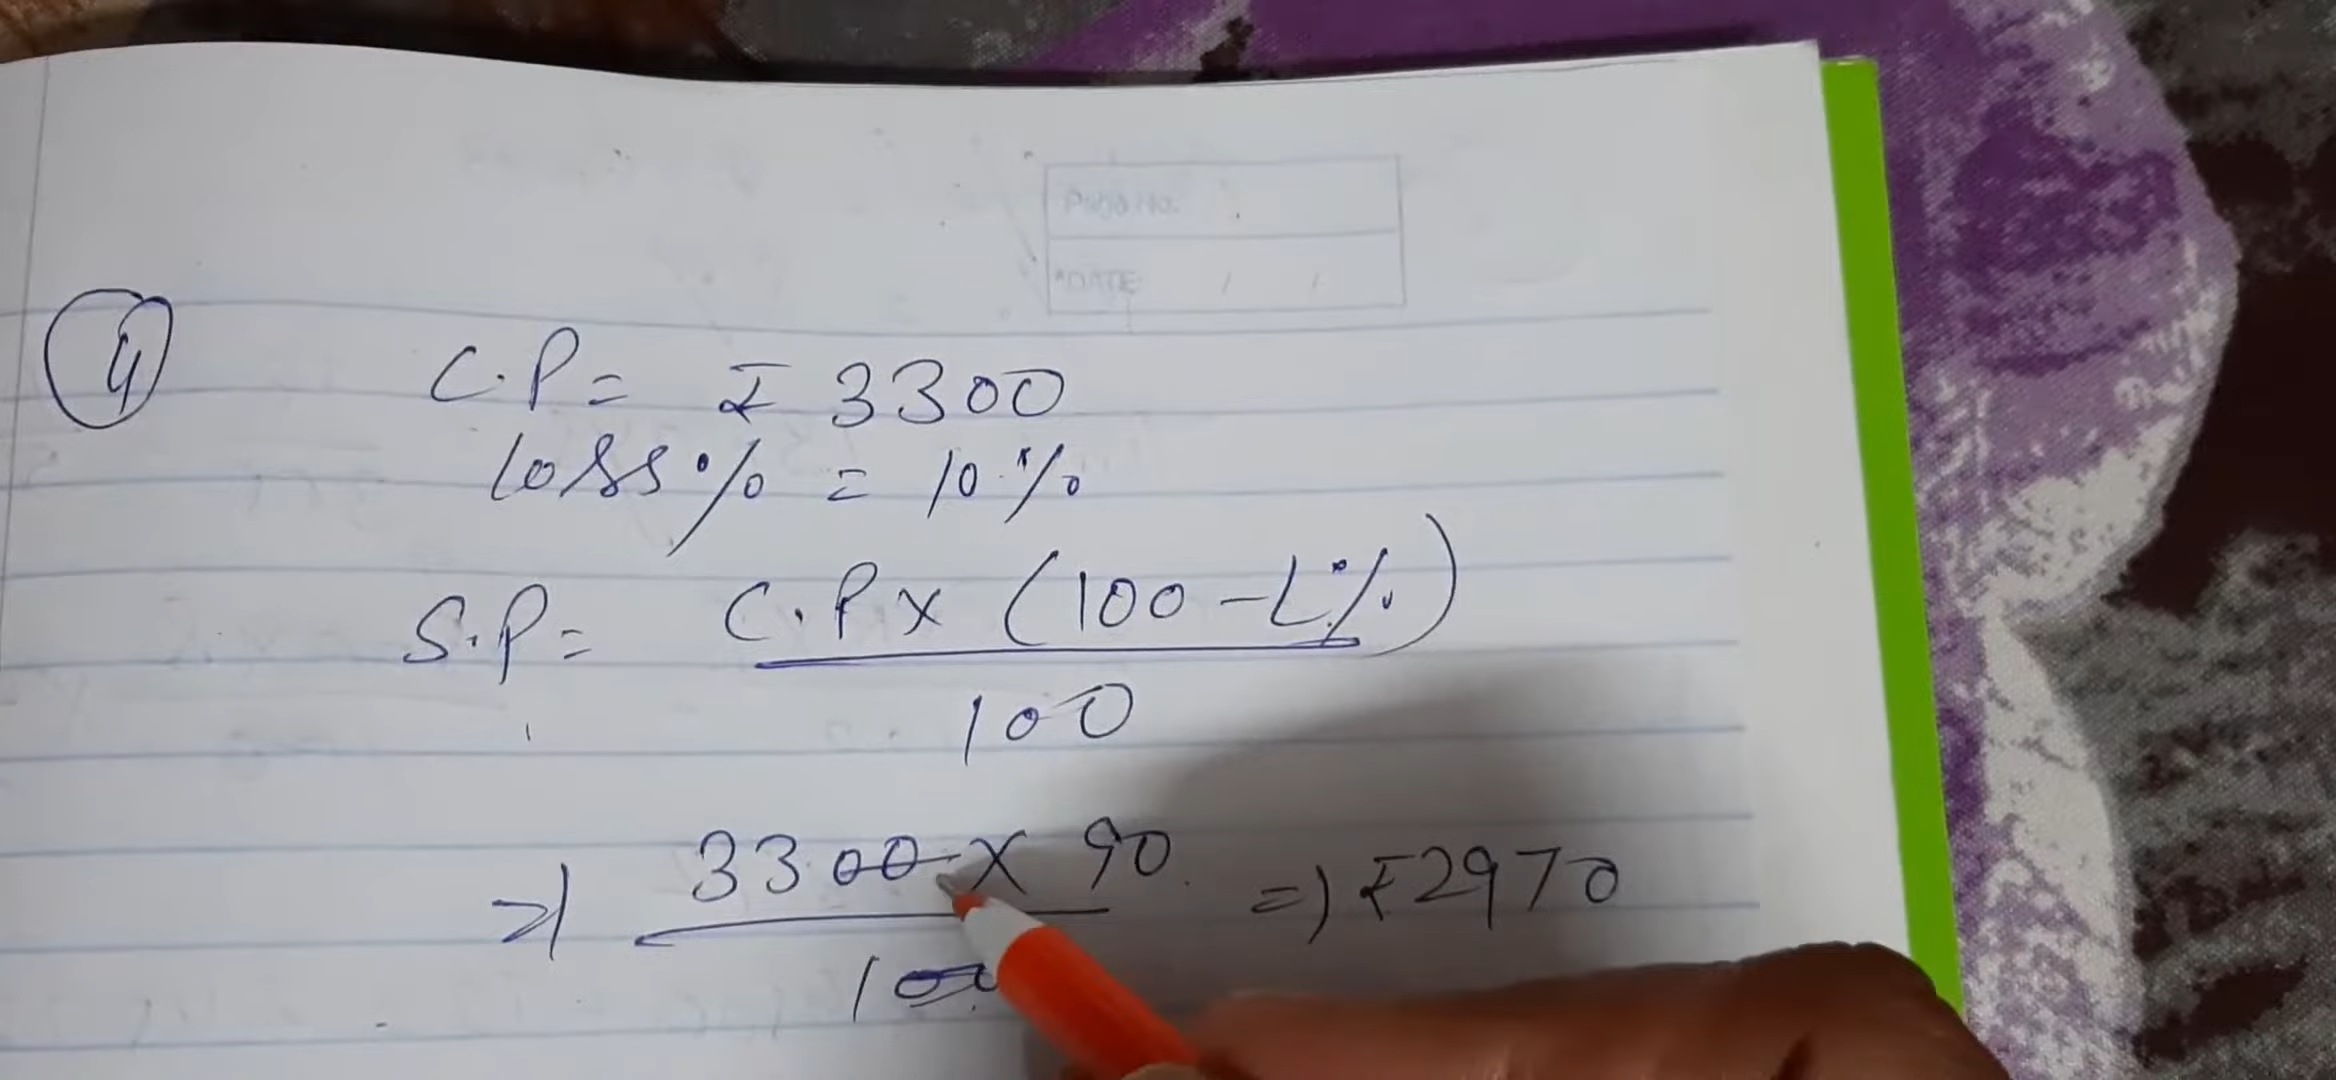 Page No.
DATE / /
4
C.P = ₹ 3300
loss % = 10 %
S.P = C.P x (100 - L%)
100
=) 3300 x 90 =) ₹2970
100